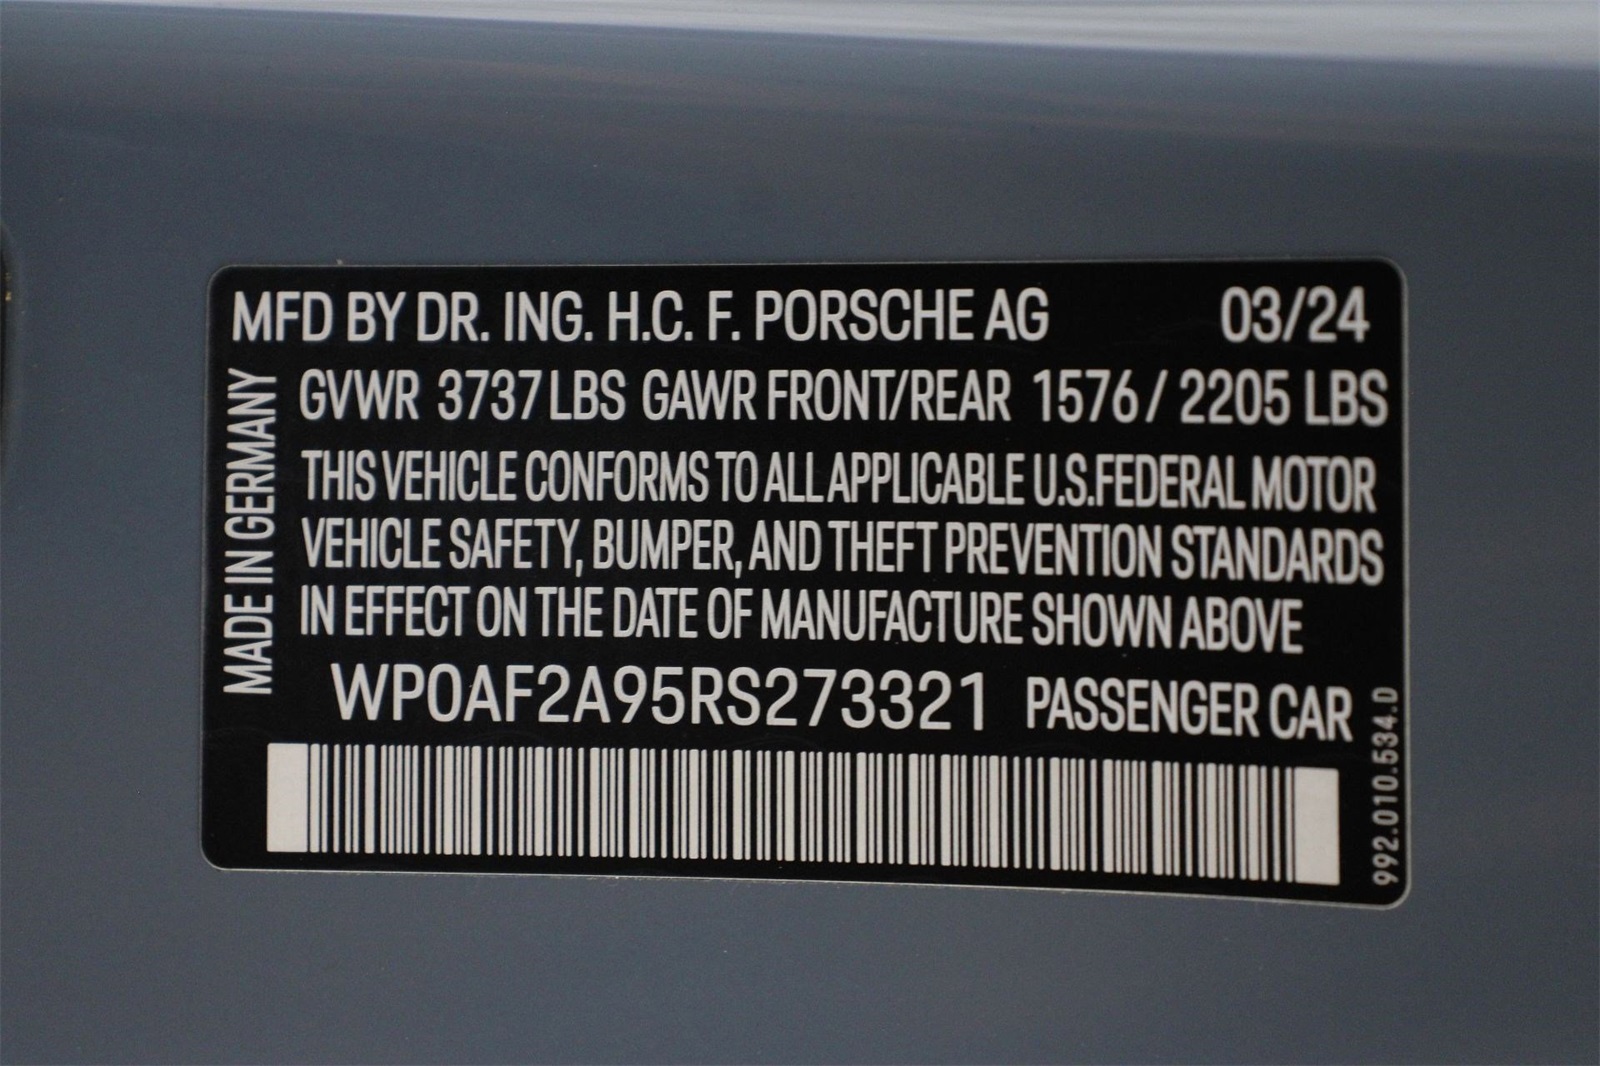 MFD BY DR. ING. H.C. F. PORSCHE AG 03/24
GVWR 3737 LBS GAWR FRONT/REAR 1576 / 2205 LBS
THIS VEHICLE CONFORMS TO ALL APPLICABLE U.S.FEDERAL MOTOR
VEHICLE SAFETY, BUMPER, AND THEFT PREVENTION STANDARDS
IN EFFECT ON THE DATE OF MANUFACTURE SHOWN ABOVE
WP0AF2A95RS273321 PASSENGER CAR
MADE IN GERMANY
992.010.534.D